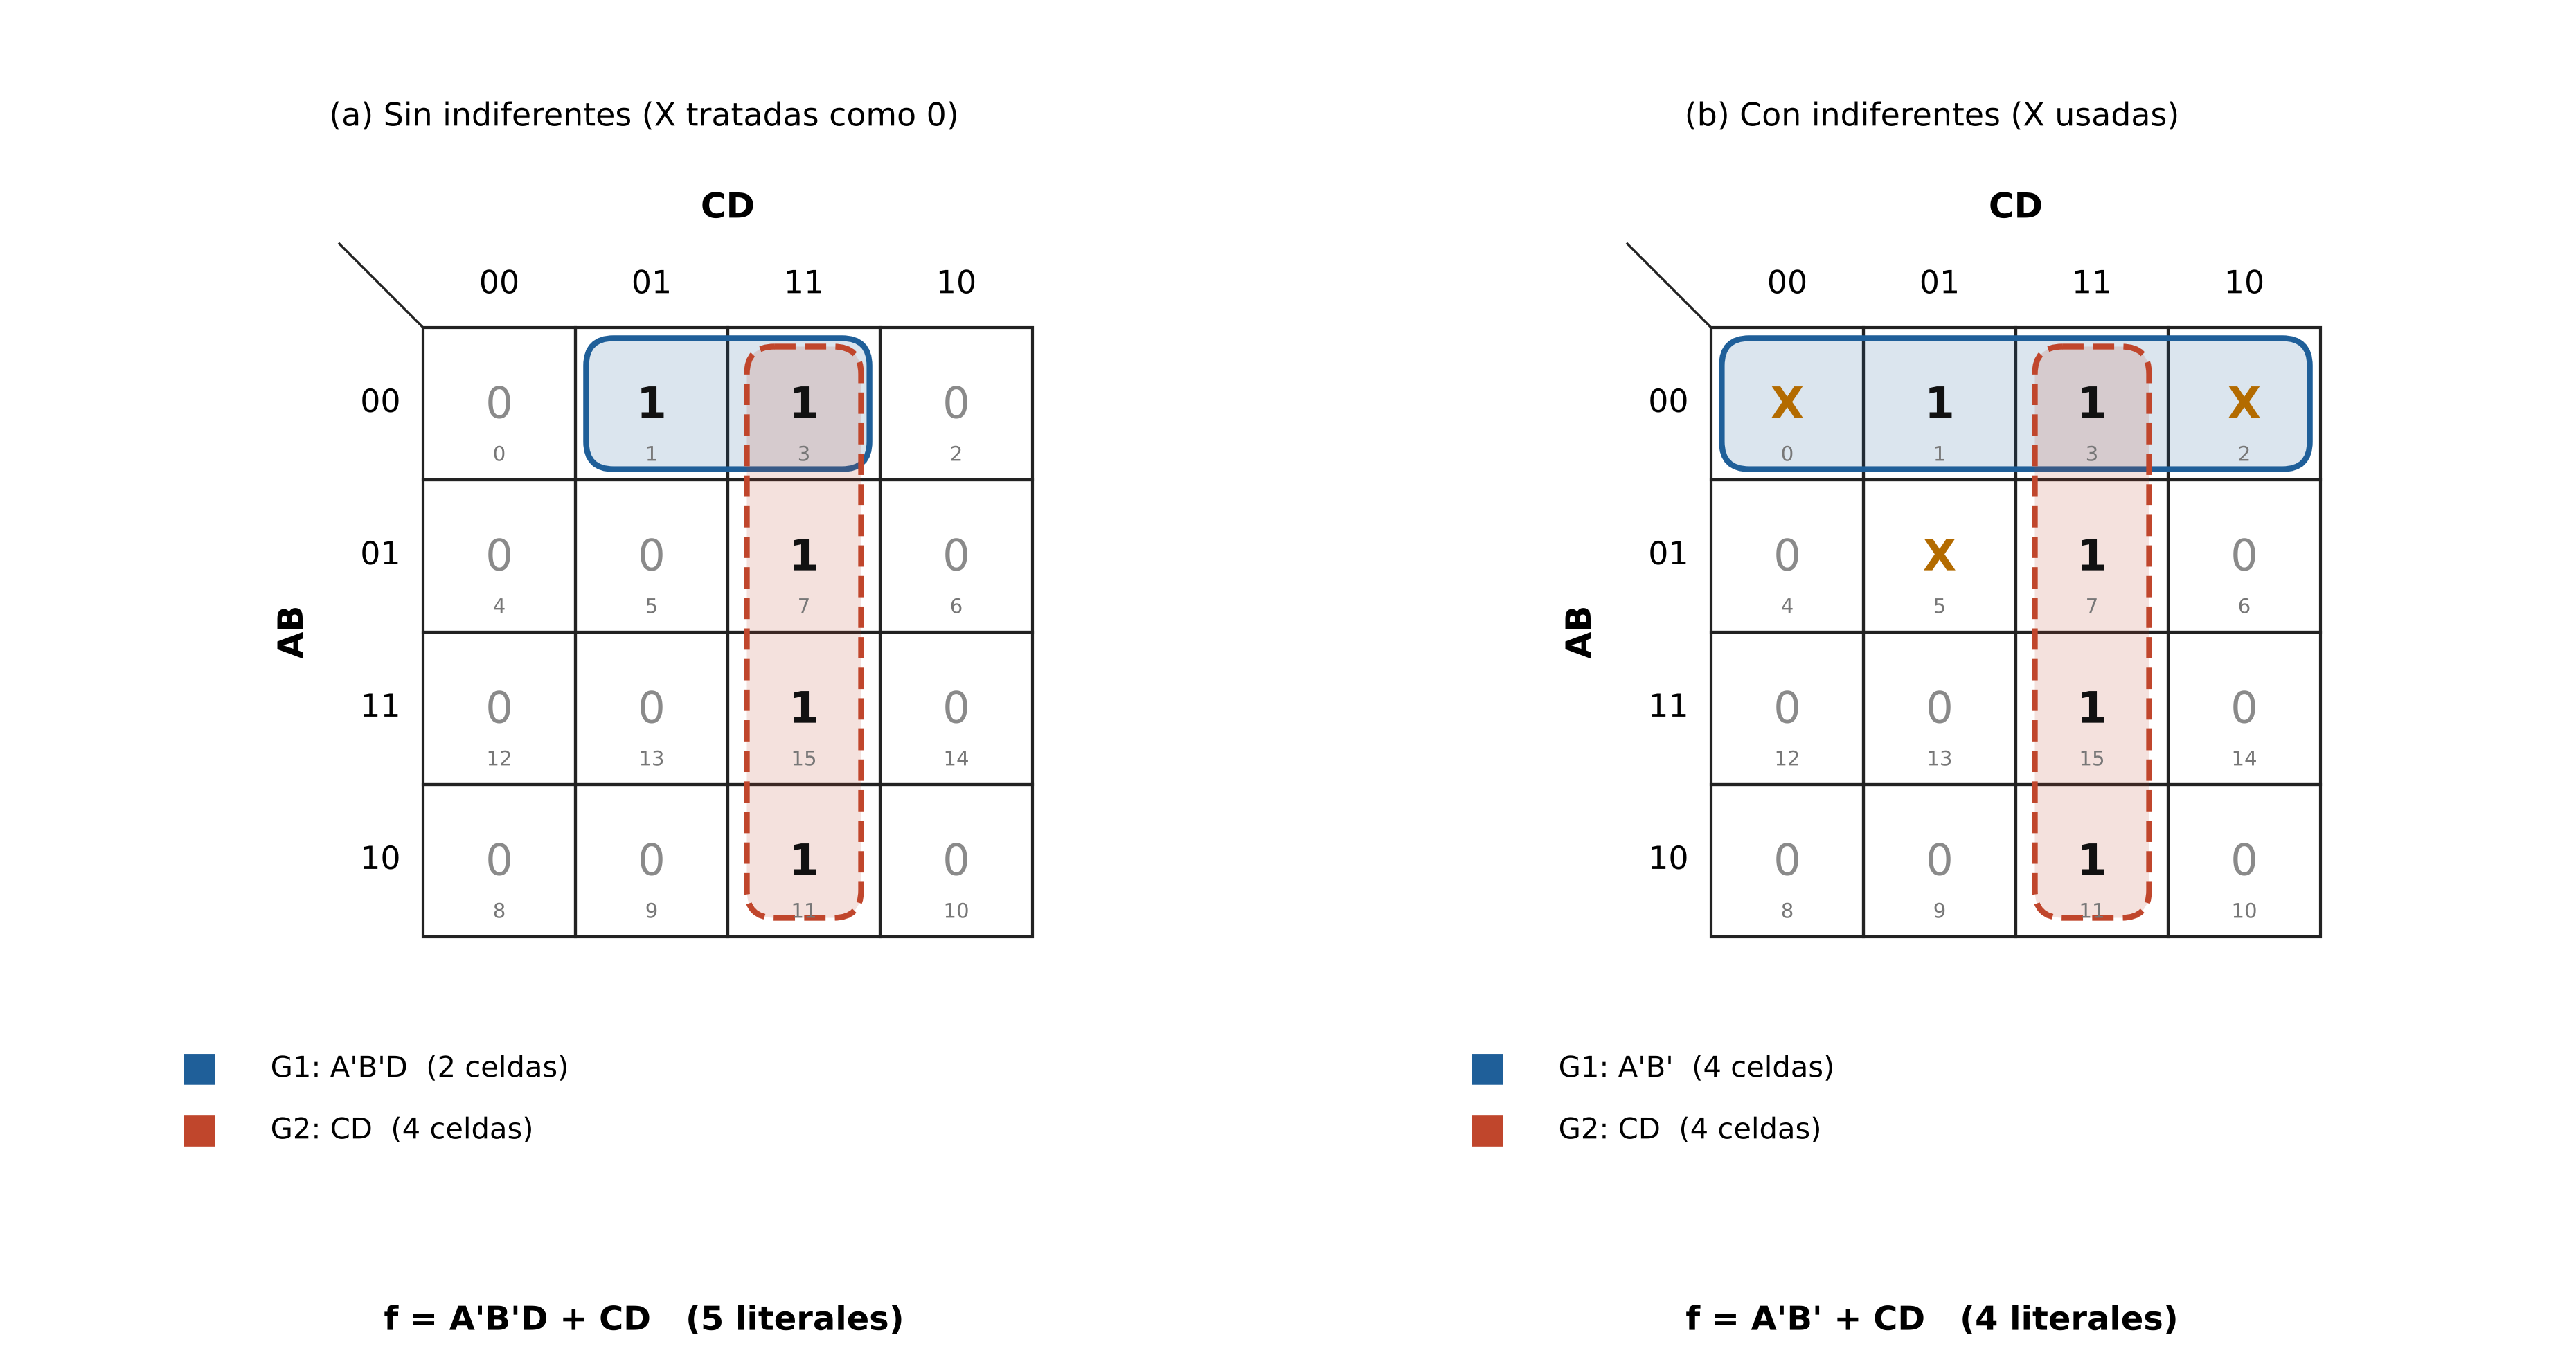 (a) Sin indiferentes (X tratadas como 0)
CD
00 01 11 10
AB
00 0 1 1 0
0 1 3 2
01 0 0 1 0
4 5 7 6
11 0 0 1 0
12 13 15 14
10 0 0 1 0
8 9 11 10
G1: A'B'D (2 celdas)
G2: CD (4 celdas)
f = A'B'D + CD (5 literales)
(b) Con indiferentes (X usadas)
CD
00 01 11 10
AB
00 X 1 1 X
0 1 3 2
01 0 X 1 0
4 5 7 6
11 0 0 1 0
12 13 15 14
10 0 0 1 0
8 9 11 10
G1: A'B' (4 celdas)
G2: CD (4 celdas)
f = A'B' + CD (4 literales)